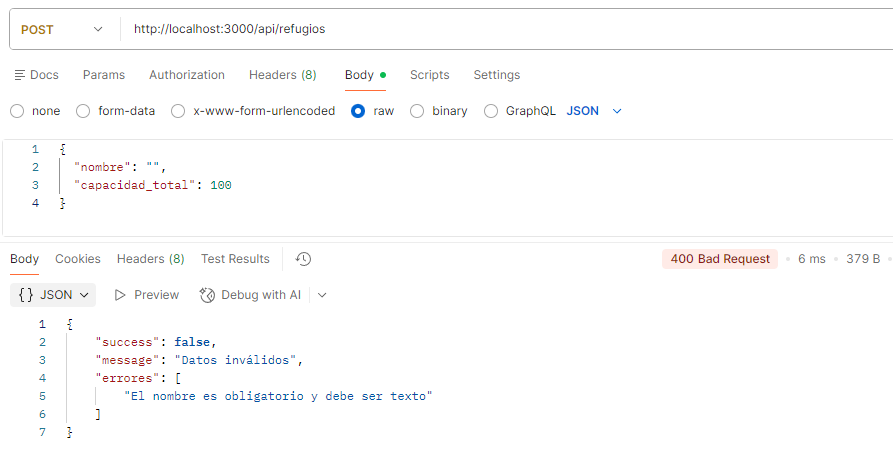 POST http://localhost:3000/api/refugios
Docs Params Authorization Headers (8) Body Scripts Settings
none form-data x-www-form-urlencoded raw binary GraphQL JSON
1 {
2 "nombre": "",
3 "capacidad_total": 100
4 }
Body Cookies Headers (8) Test Results 400 Bad Request • 6 ms • 379 B •
{} JSON Preview Debug with AI
1 {
2 "success": false,
3 "message": "Datos inválidos",
4 "errores": [
5 "El nombre es obligatorio y debe ser texto"
6 ]
7 }